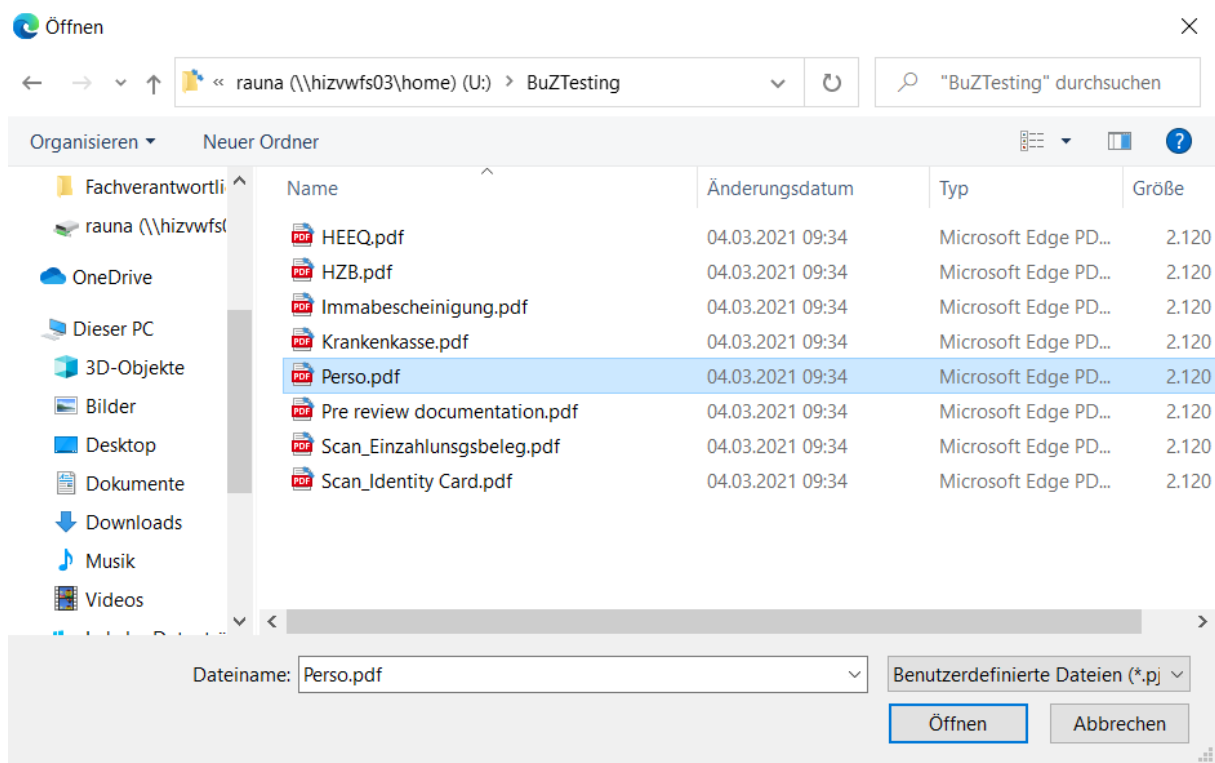 Öffnen
« rauna (\\hizvwfs03\home) (U:) > BuZTesting
"BuZTesting" durchsuchen
Organisieren Neuer Ordner
Fachverantwortli
rauna (\\hizvwfs(
OneDrive
Dieser PC
3D-Objekte
Bilder
Desktop
Dokumente
Downloads
Musik
Videos
Name Änderungsdatum Typ Größe
HEEQ.pdf 04.03.2021 09:34 Microsoft Edge PD... 2.120
HZB.pdf 04.03.2021 09:34 Microsoft Edge PD... 2.120
Immabescheinigung.pdf 04.03.2021 09:34 Microsoft Edge PD... 2.120
Krankenkasse.pdf 04.03.2021 09:34 Microsoft Edge PD... 2.120
Perso.pdf 04.03.2021 09:34 Microsoft Edge PD... 2.120
Pre review documentation.pdf 04.03.2021 09:34 Microsoft Edge PD... 2.120
Scan_Einzahlunsgsbeleg.pdf 04.03.2021 09:34 Microsoft Edge PD... 2.120
Scan_Identity Card.pdf 04.03.2021 09:34 Microsoft Edge PD... 2.120
Dateiname: Perso.pdf
Benutzerdefinierte Dateien (*.pj
Öffnen Abbrechen